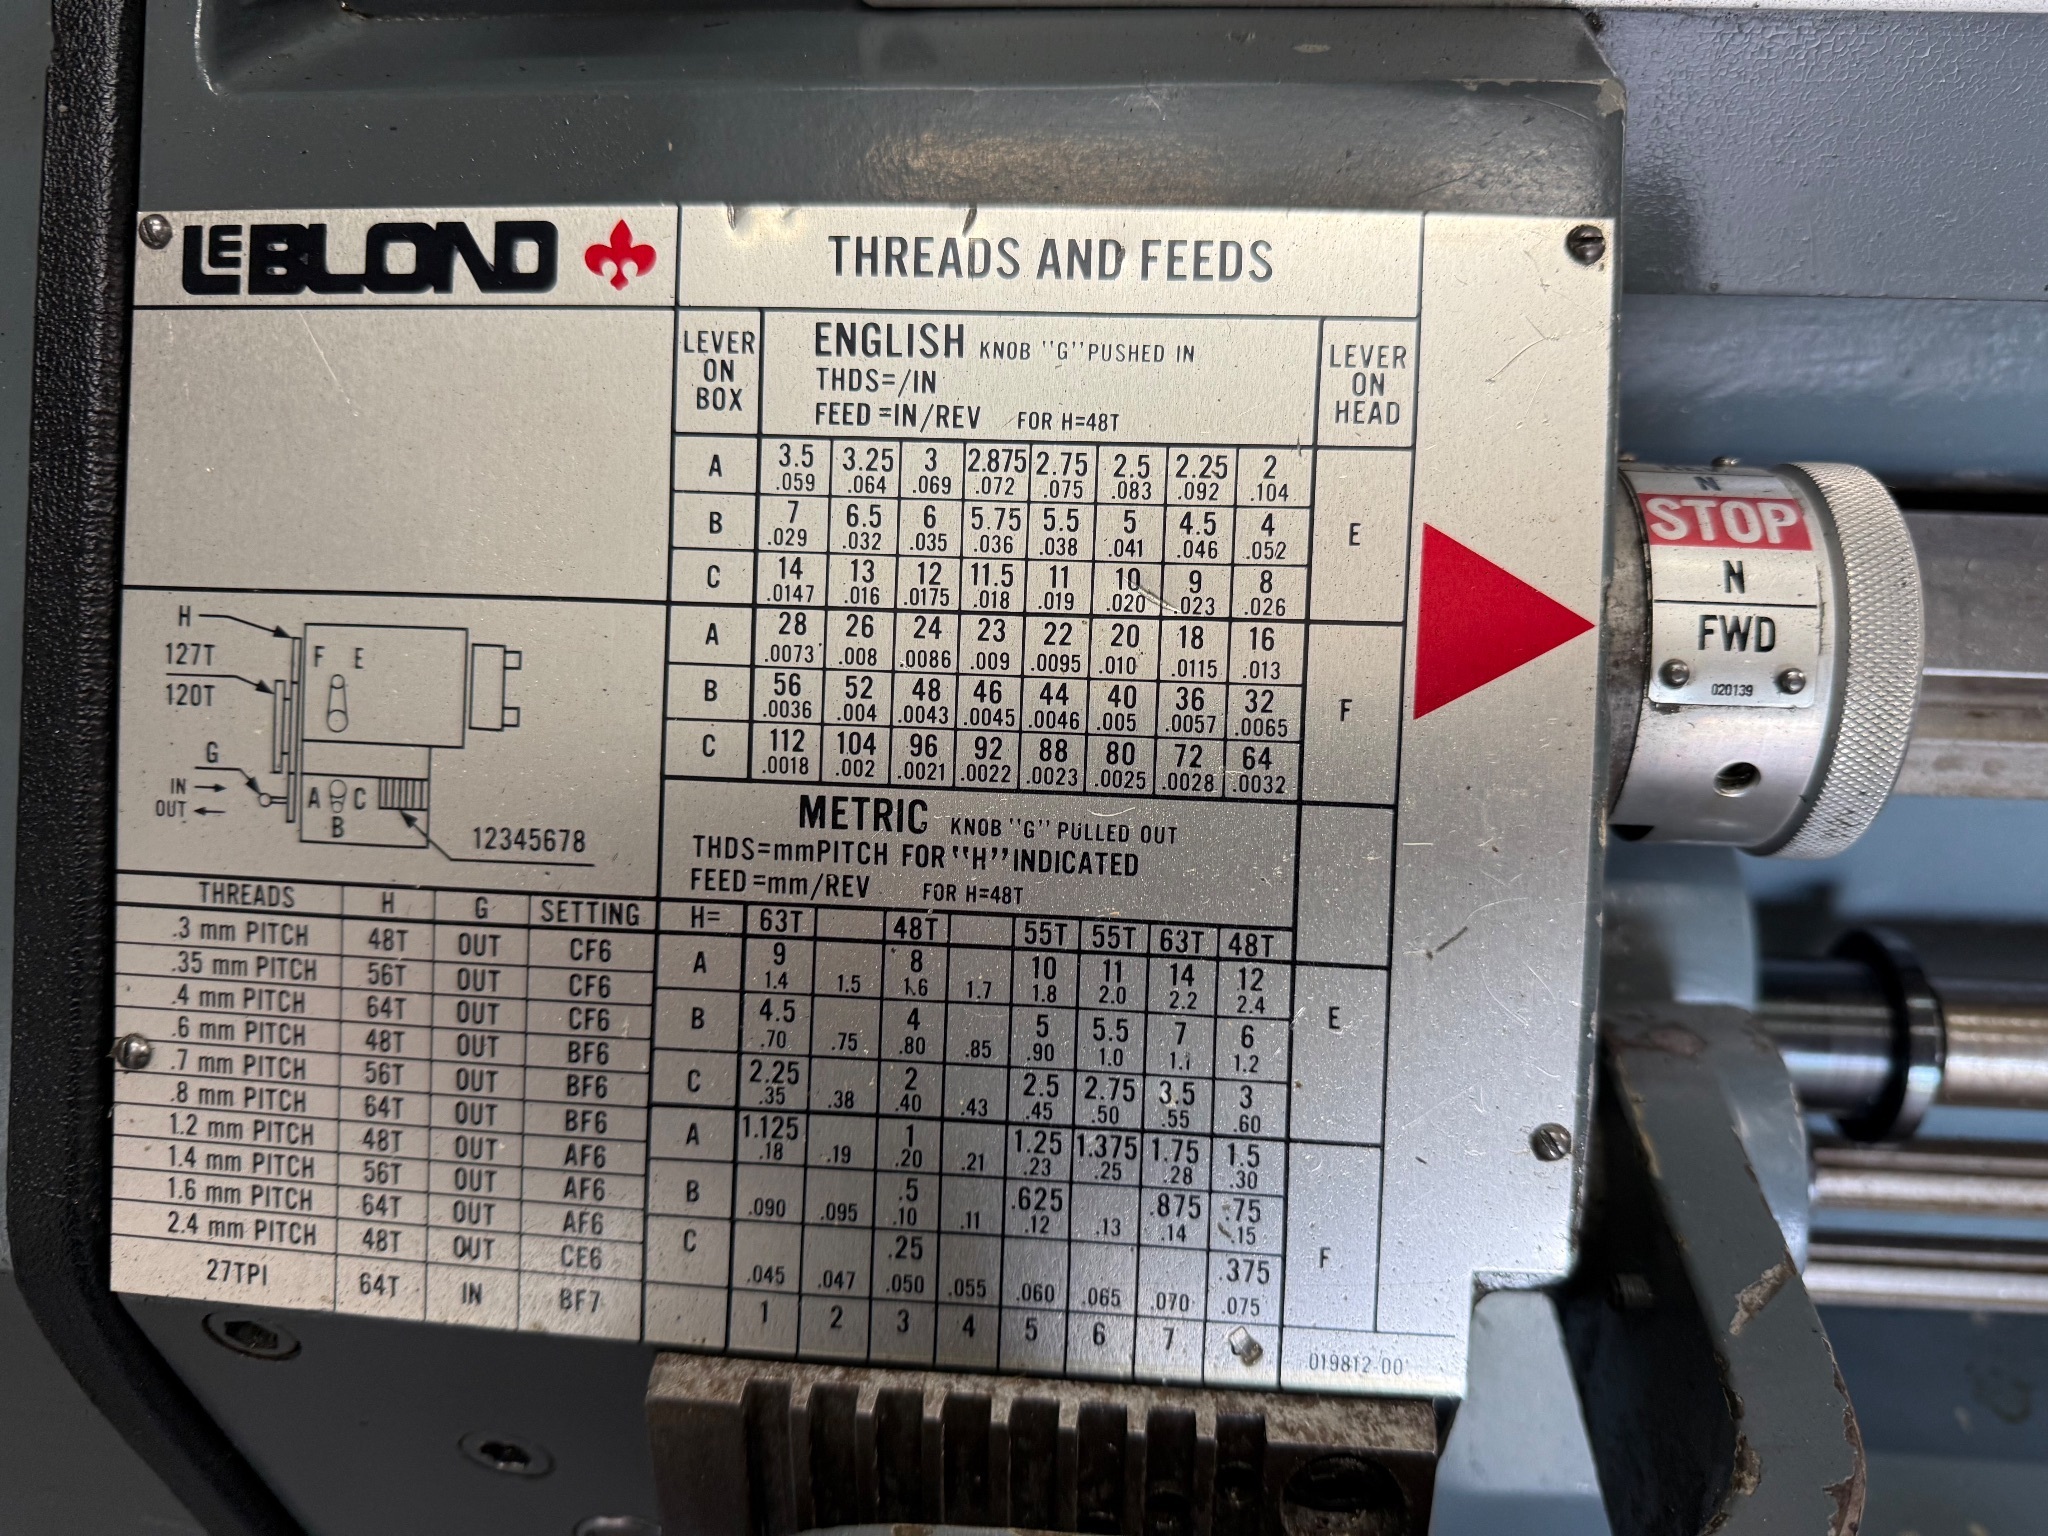 LEBLOND
THREADS AND FEEDS
LEVER ON BOX
ENGLISH KNOB "G" PUSHED IN
THDS=/IN
FEED =IN/REV FOR H=48T
LEVER ON HEAD
A 3.5 3.25 3 2.875 2.75 2.5 2.25 2
.059 .064 .069 .072 .075 .083 .092 .104
B 7 6.5 6 5.75 5.5 5 4.5 4
.029 .032 .035 .036 .038 .041 .046 .052
E
C 14 13 12 11.5 11 10 9 8
.0147 .016 .0175 .018 .019 .020 .023 .026
A 28 26 24 23 22 20 18 16
.0073 .008 .0086 .009 .0095 .010 .0115 .013
B 56 52 48 46 44 40 36 32
.0036 .004 .0043 .0045 .0046 .005 .0057 .0065
F
C 112 104 96 92 88 80 72 64
.0018 .002 .0021 .0022 .0023 .0025 .0028 .0032
METRIC KNOB "G" PULLED OUT
THDS=mmPITCH FOR "H" INDICATED
FEED =mm/REV FOR H=48T
H= 63T 48T 55T 55T 63T 48T
A 9 8 10 11 14 12
1.4 1.5 1.6 1.7 1.8 2.0 2.2 2.4
B 4.5 4 5 5.5 7 6
.70 .75 .80 .85 .90 1.0 1.1 1.2
E
C 2.25 2 2.5 2.75 3.5 3
.35 .38 .40 .43 .45 .50 .55 .60
A 1.125 1 1.25 1.375 1.75 1.5
.18 .19 .20 .21 .23 .25 .28 .30
B .5 .625 .875 .75
.090 .095 .10 .11 .12 .13 .14 .15
F
C .25 .375
.045 .047 .050 .055 .060 .065 .070 .075
1 2 3 4 5 6 7
019812 00
H
127T
120T
F E
G
IN
OUT
A C
B
12345678
THREADS H G SETTING
.3 mm PITCH 48T OUT CF6
.35 mm PITCH 56T OUT CF6
.4 mm PITCH 64T OUT CF6
.6 mm PITCH 48T OUT BF6
.7 mm PITCH 56T OUT BF6
.8 mm PITCH 64T OUT BF6
1.2 mm PITCH 48T OUT AF6
1.4 mm PITCH 56T OUT AF6
1.6 mm PITCH 64T OUT AF6
2.4 mm PITCH 48T OUT CE6
27TPI 64T IN BF7
N
STOP
N
FWD
020139